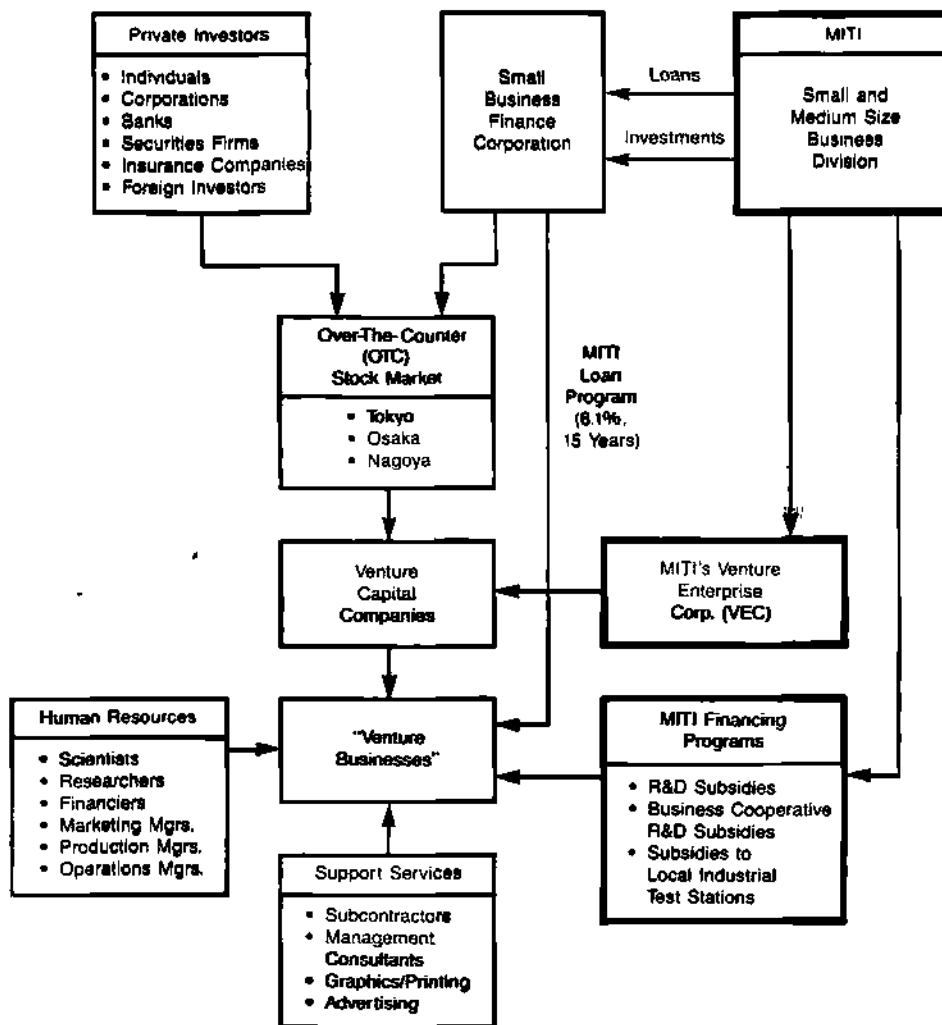 Private Investors
• Individuals
• Corporations
• Banks
• Securities Firms
• Insurance Companies
• Foreign Investors
Small
Business
Finance
Corporation
Loans
Investments
MITI
Small and
Medium Size
Business
Division
Over-The-Counter
(OTC)
Stock Market
• Tokyo
• Osaka
• Nagoya
MITI
Loan
Program
(8.1%,
15 Years)
Venture
Capital
Companies
MITI's Venture
Enterprise
Corp. (VEC)
Human Resources
• Scientists
• Researchers
• Financiers
• Marketing Mgrs.
• Production Mgrs.
• Operations Mgrs.
"Venture
Businesses"
MITI Financing
Programs
• R&D Subsidies
• Business Cooperative
R&D Subsidies
• Subsidies to
Local Industrial
Test Stations
Support Services
• Subcontractors
• Management
Consultants
• Graphics/Printing
• Advertising